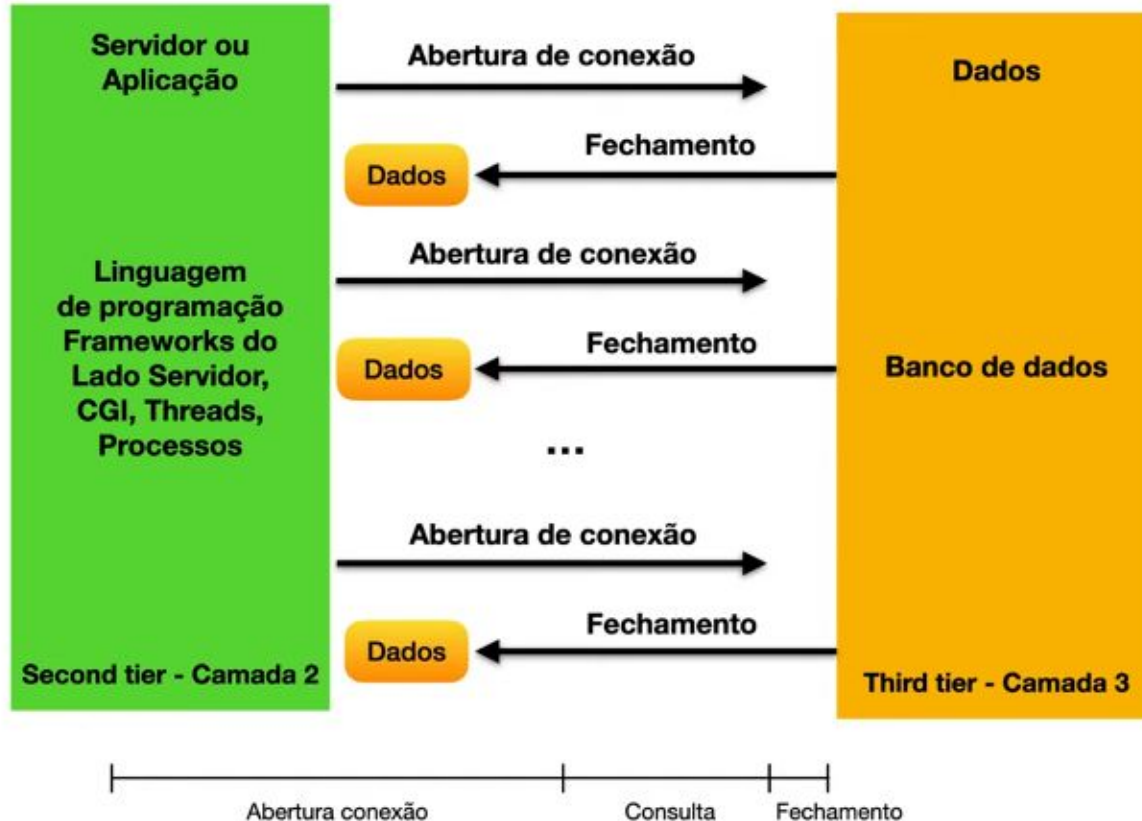 Servidor ou
Aplicação
Abertura de conexão
Dados
Fechamento
Dados
Abertura de conexão
Linguagem
de programação
Frameworks do
Lado Servidor,
CGI, Threads,
Processos
Fechamento
Dados
Banco de dados
...
Abertura de conexão
Fechamento
Dados
Second tier - Camada 2
Third tier - Camada 3
Abertura conexão
Consulta
Fechamento